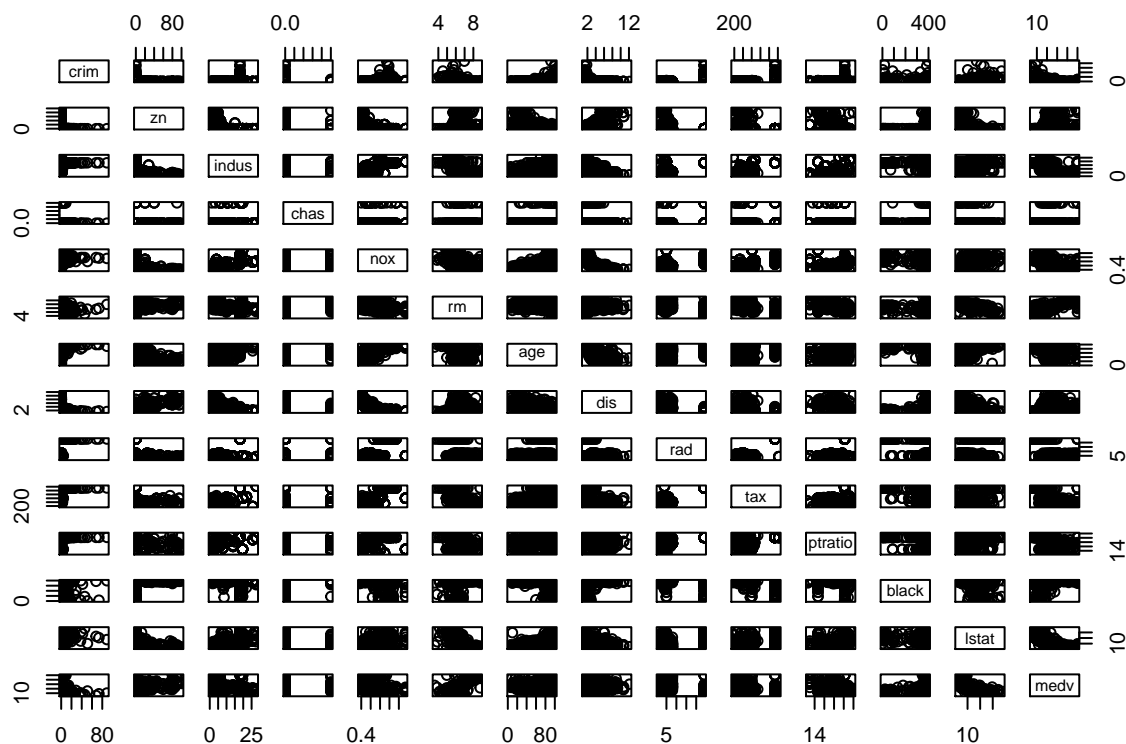 0 80 0.0 4 6 8 2 12 200 0 400 10
crim 0
0 zn
indus 0
0.0 chas
nox 0.4
4 rm
age 0
2 dis
rad 5
200 tax
ptratio 14
0 black
lstat 10
10 medv
0 80 0 25 0.4 0 80 5 14 10